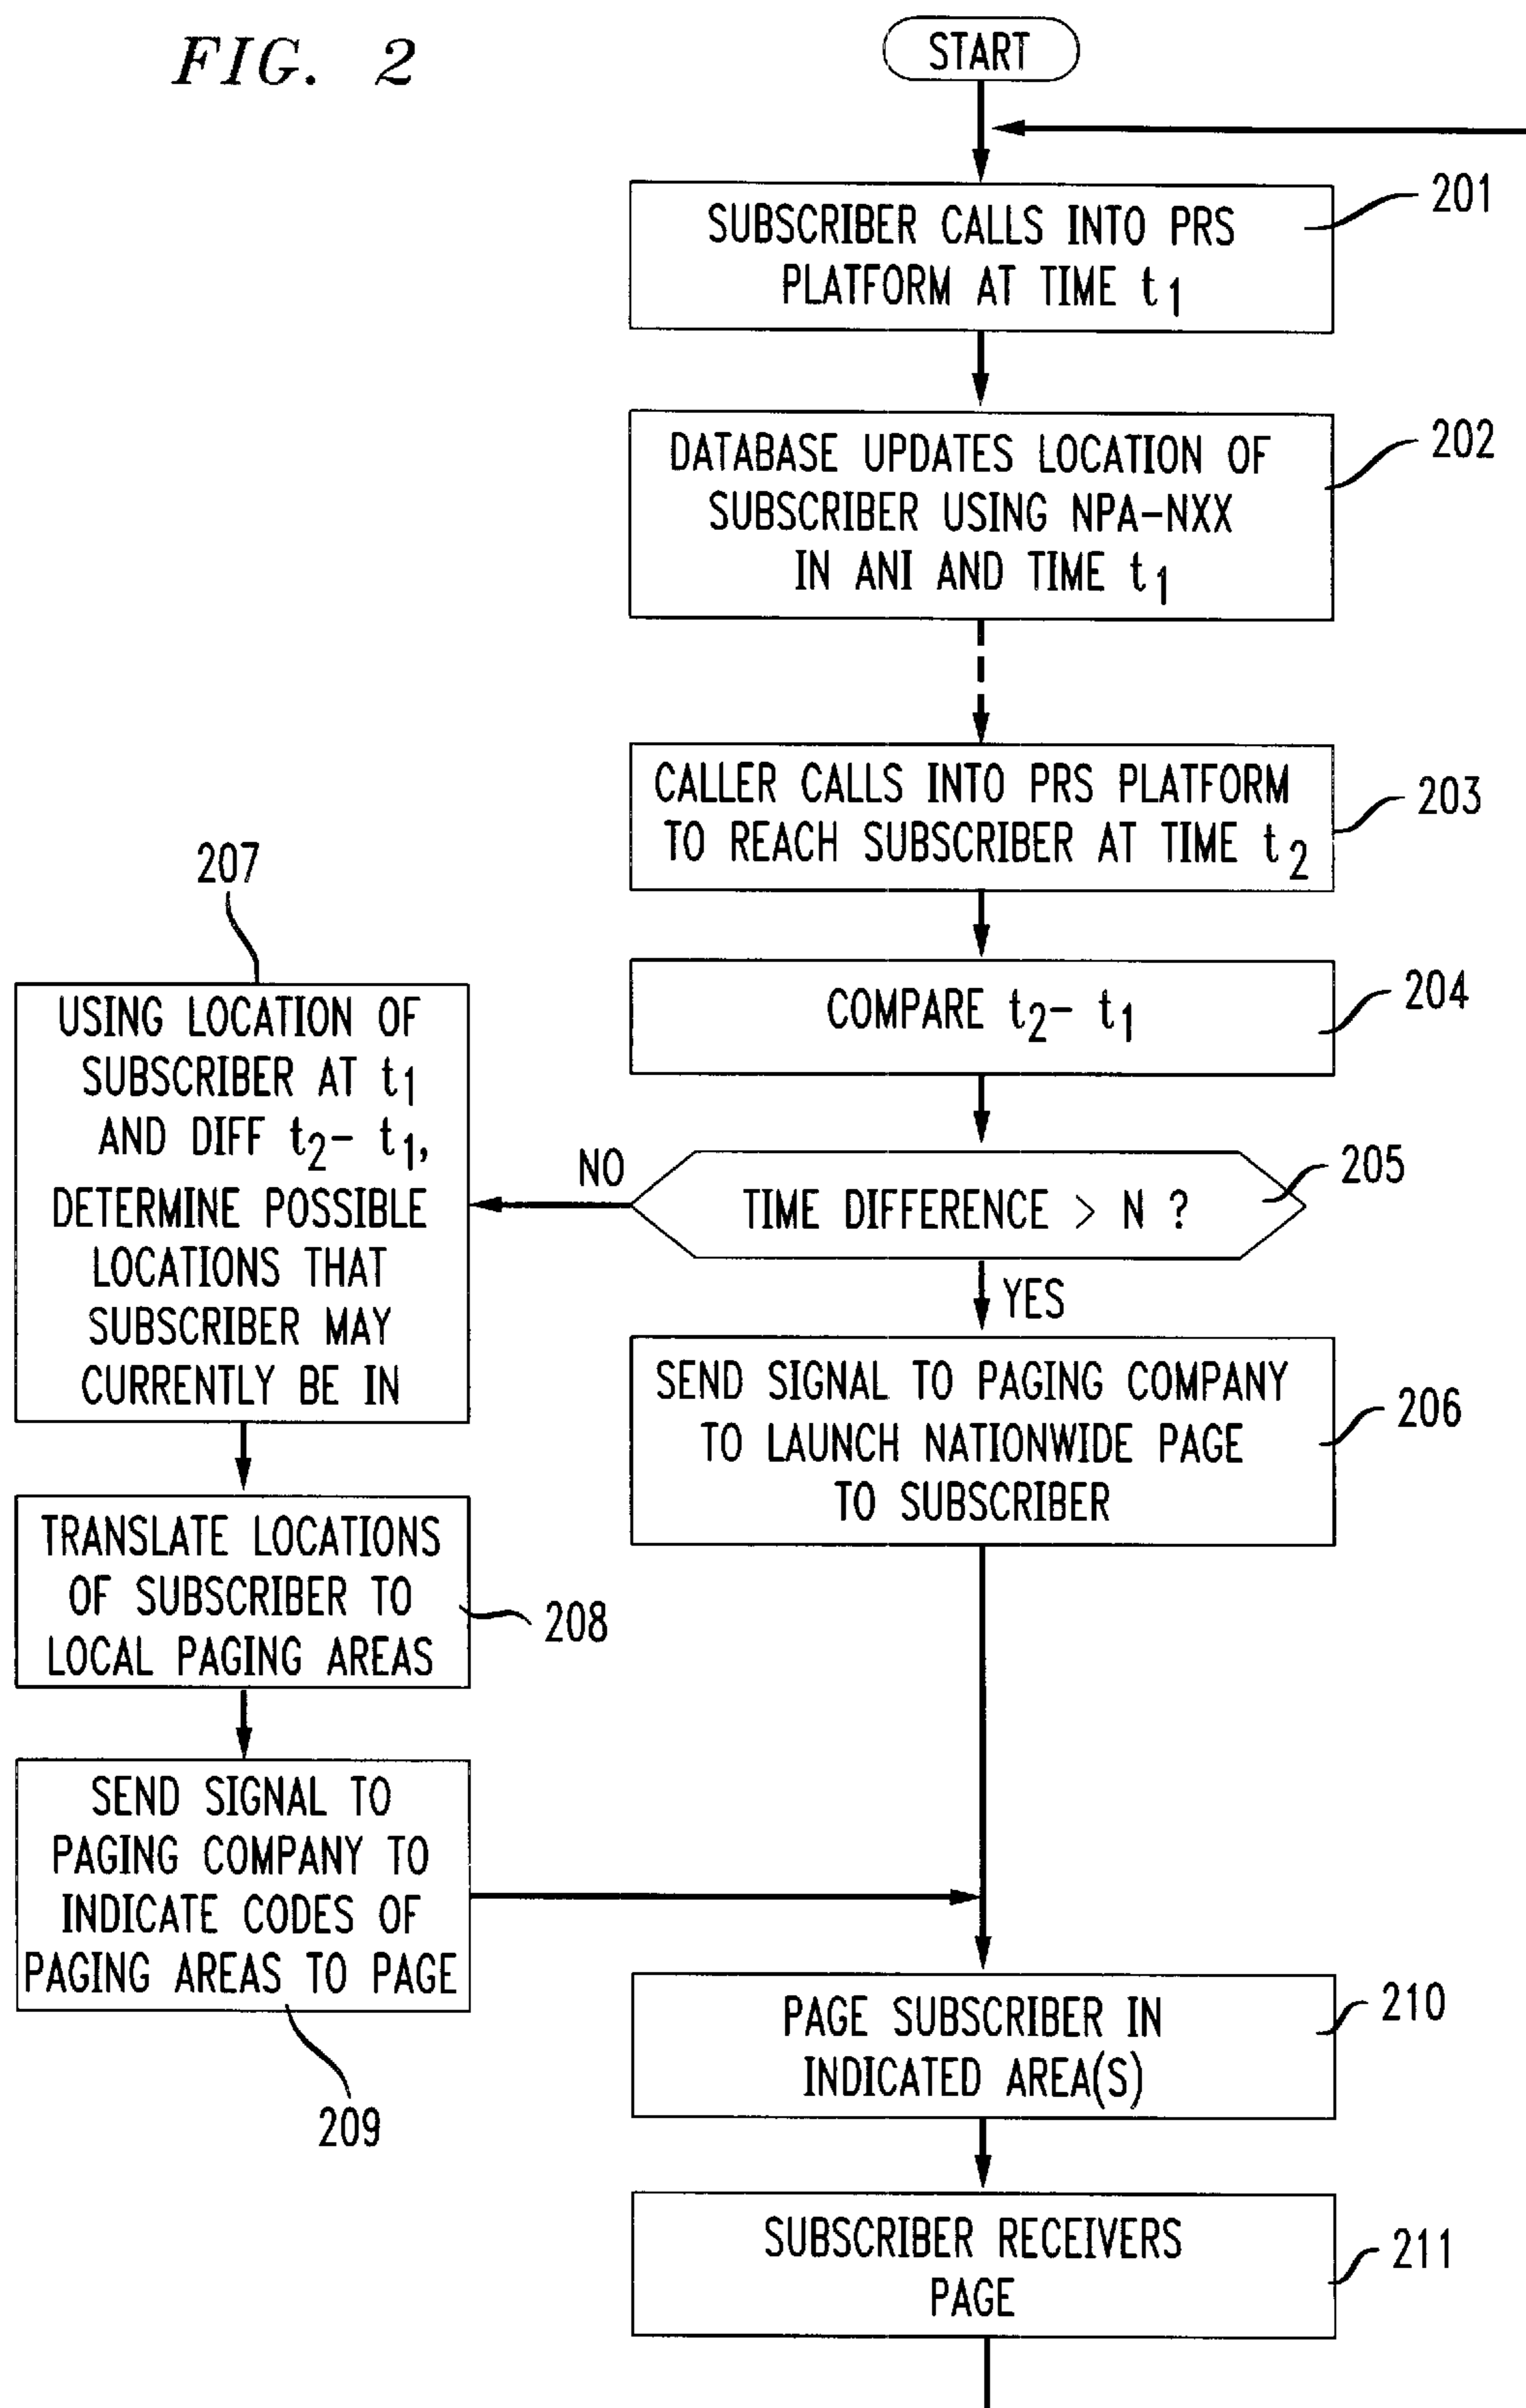 FIG. 2
START
SUBSCRIBER CALLS INTO PRS
PLATFORM AT TIME t1
201
DATABASE UPDATES LOCATION OF
SUBSCRIBER USING NPA-NXX
IN ANI AND TIME t1
202
CALLER CALLS INTO PRS PLATFORM
TO REACH SUBSCRIBER AT TIME t2
203
COMPARE t2- t1
204
TIME DIFFERENCE > N ?
205
NO
YES
SEND SIGNAL TO PAGING COMPANY
TO LAUNCH NATIONWIDE PAGE
TO SUBSCRIBER
206
207
USING LOCATION OF
SUBSCRIBER AT t1
AND DIFF t2- t1,
DETERMINE POSSIBLE
LOCATIONS THAT
SUBSCRIBER MAY
CURRENTLY BE IN
TRANSLATE LOCATIONS
OF SUBSCRIBER TO
LOCAL PAGING AREAS
208
SEND SIGNAL TO
PAGING COMPANY TO
INDICATE CODES OF
PAGING AREAS TO PAGE
209
PAGE SUBSCRIBER IN
INDICATED AREA(S)
210
SUBSCRIBER RECEIVERS
PAGE
211